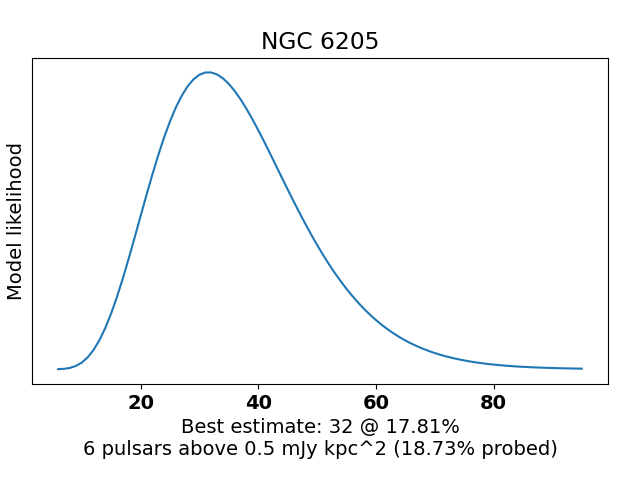 NGC 6205
Model likelihood
20 40 60 80
Best estimate: 32 @ 17.81%
6 pulsars above 0.5 mJy kpc^2 (18.73% probed)